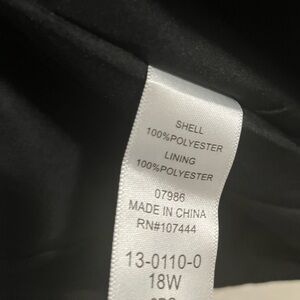 SHELL
100%POLYESTER
LINING
100%POLYESTER
07986
MADE IN CHINA
RN#107444
13-0110-0
18W